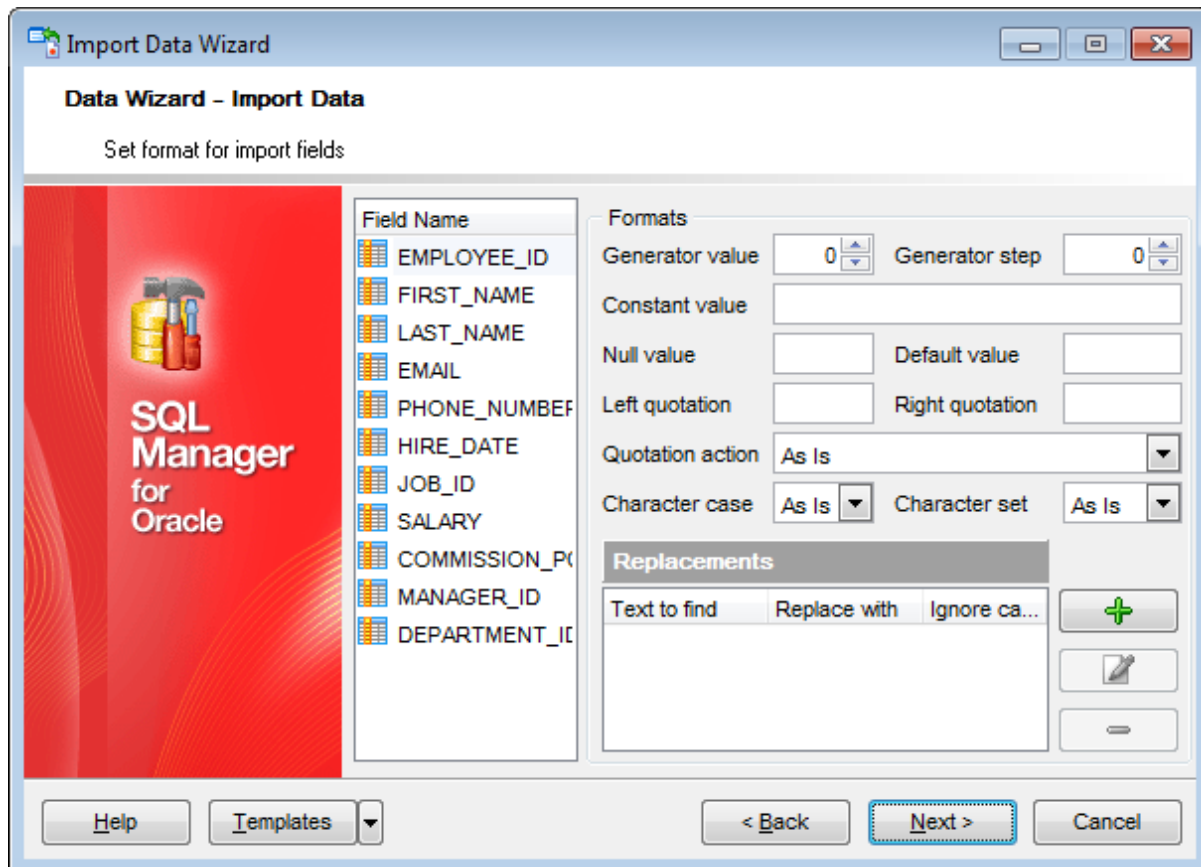 Import Data Wizard
Data Wizard - Import Data
Set format for import fields
SQL
Manager
for
Oracle
Field Name
EMPLOYEE_ID
FIRST_NAME
LAST_NAME
EMAIL
PHONE_NUMBER
HIRE_DATE
JOB_ID
SALARY
COMMISSION_P(
MANAGER_ID
DEPARTMENT_ID
Formats
Generator value 0 Generator step 0
Constant value
Null value Default value
Left quotation Right quotation
Quotation action As Is
Character case As Is Character set As Is
Replacements
Text to find Replace with Ignore ca...
Help Templates < Back Next > Cancel